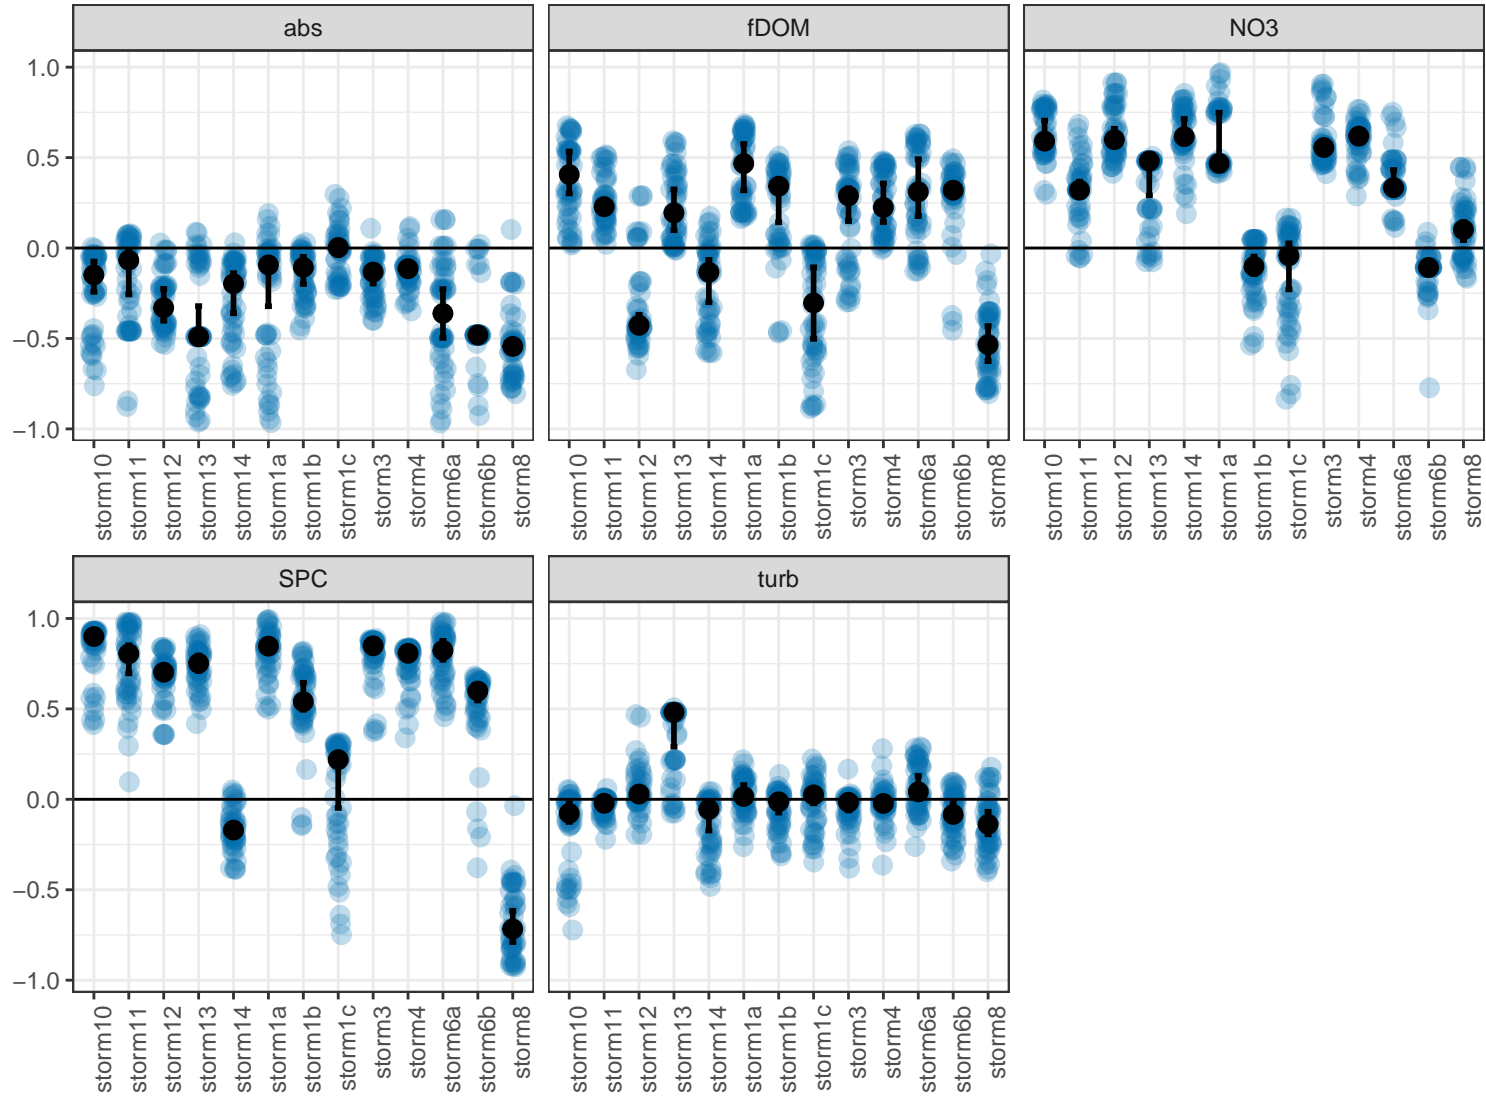 abs fDOM NO3
1.0
0.5
0.0
−0.5
−1.0
storm10 storm11 storm12 storm13 storm14 storm1a storm1b storm1c storm3 storm4 storm6a storm6b storm8
storm10 storm11 storm12 storm13 storm14 storm1a storm1b storm1c storm3 storm4 storm6a storm6b storm8
storm10 storm11 storm12 storm13 storm14 storm1a storm1b storm1c storm3 storm4 storm6a storm6b storm8
SPC turb
1.0
0.5
0.0
−0.5
−1.0
storm10 storm11 storm12 storm13 storm14 storm1a storm1b storm1c storm3 storm4 storm6a storm6b storm8
storm10 storm11 storm12 storm13 storm14 storm1a storm1b storm1c storm3 storm4 storm6a storm6b storm8